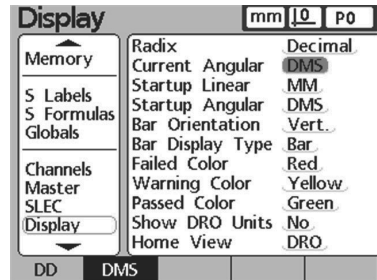 Display
mm 0 P0
Memory
S Labels
S Formulas
Globals
Channels
Master
SLEC
Display
Radix Decimal
Current Angular DMS
Startup Linear MM
Startup Angular DMS
Bar Orientation Vert.
Bar Display Type Bar
Failed Color Red
Warning Color Yellow
Passed Color Green
Show DRO Units No
Home View DRO
DD DMS